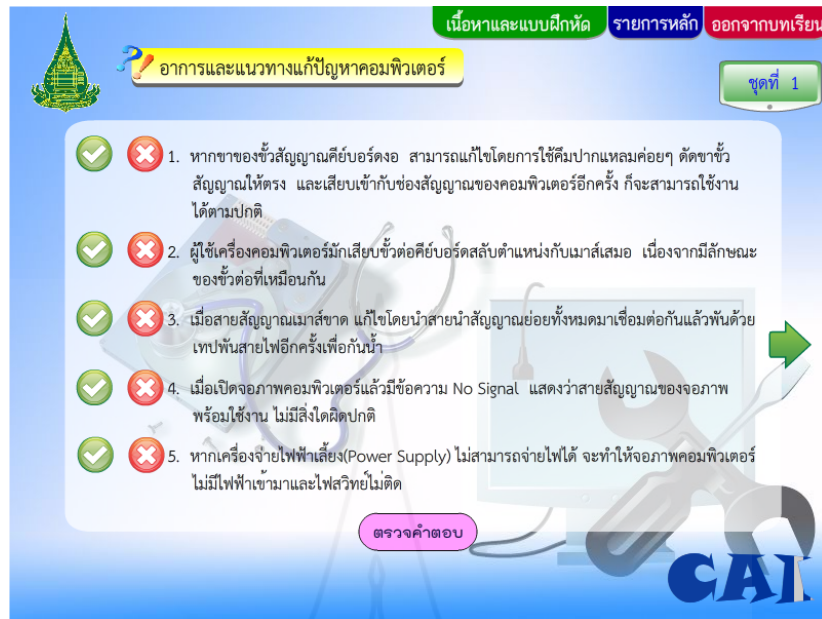 เนื้อหาและแบบฝึกหัด รายการหลัก ออกจากบทเรียน
อาการและแนวทางแก้ปัญหาคอมพิวเตอร์
ชุดที่ 1
1. หากขาของขั้วสัญญาณคีย์บอร์ดงอ สามารถแก้ไขโดยการใช้คีมปากแหลมค่อยๆ ดัดขาขั้ว
สัญญาณให้ตรง และเสียบเข้ากับช่องสัญญาณของคอมพิวเตอร์อีกครั้ง ก็จะสามารถใช้งาน
ได้ตามปกติ
2. ผู้ใช้เครื่องคอมพิวเตอร์มักเสียบขั้วต่อคีย์บอร์ดสลับตำแหน่งกับเมาส์เสมอ เนื่องจากมีลักษณะ
ของขั้วต่อที่เหมือนกัน
3. เมื่อสายสัญญาณเมาส์ขาด แก้ไขโดยนำสายนำสัญญาณย่อยทั้งหมดมาเชื่อมต่อกันแล้วพันด้วย
เทปพันสายไฟอีกครั้งเพื่อกันน้ำ
4. เมื่อเปิดจอภาพคอมพิวเตอร์แล้วมีข้อความ No Signal แสดงว่าสายสัญญาณของจอภาพ
พร้อมใช้งาน ไม่มีสิ่งใดผิดปกติ
5. หากเครื่องจ่ายไฟฟ้าเลี้ยง(Power Supply) ไม่สามารถจ่ายไฟได้ จะทำให้จอภาพคอมพิวเตอร์
ไม่มีไฟฟ้าเข้ามาและไฟสวิทย์ไม่ติด
ตรวจคำตอบ
CAI